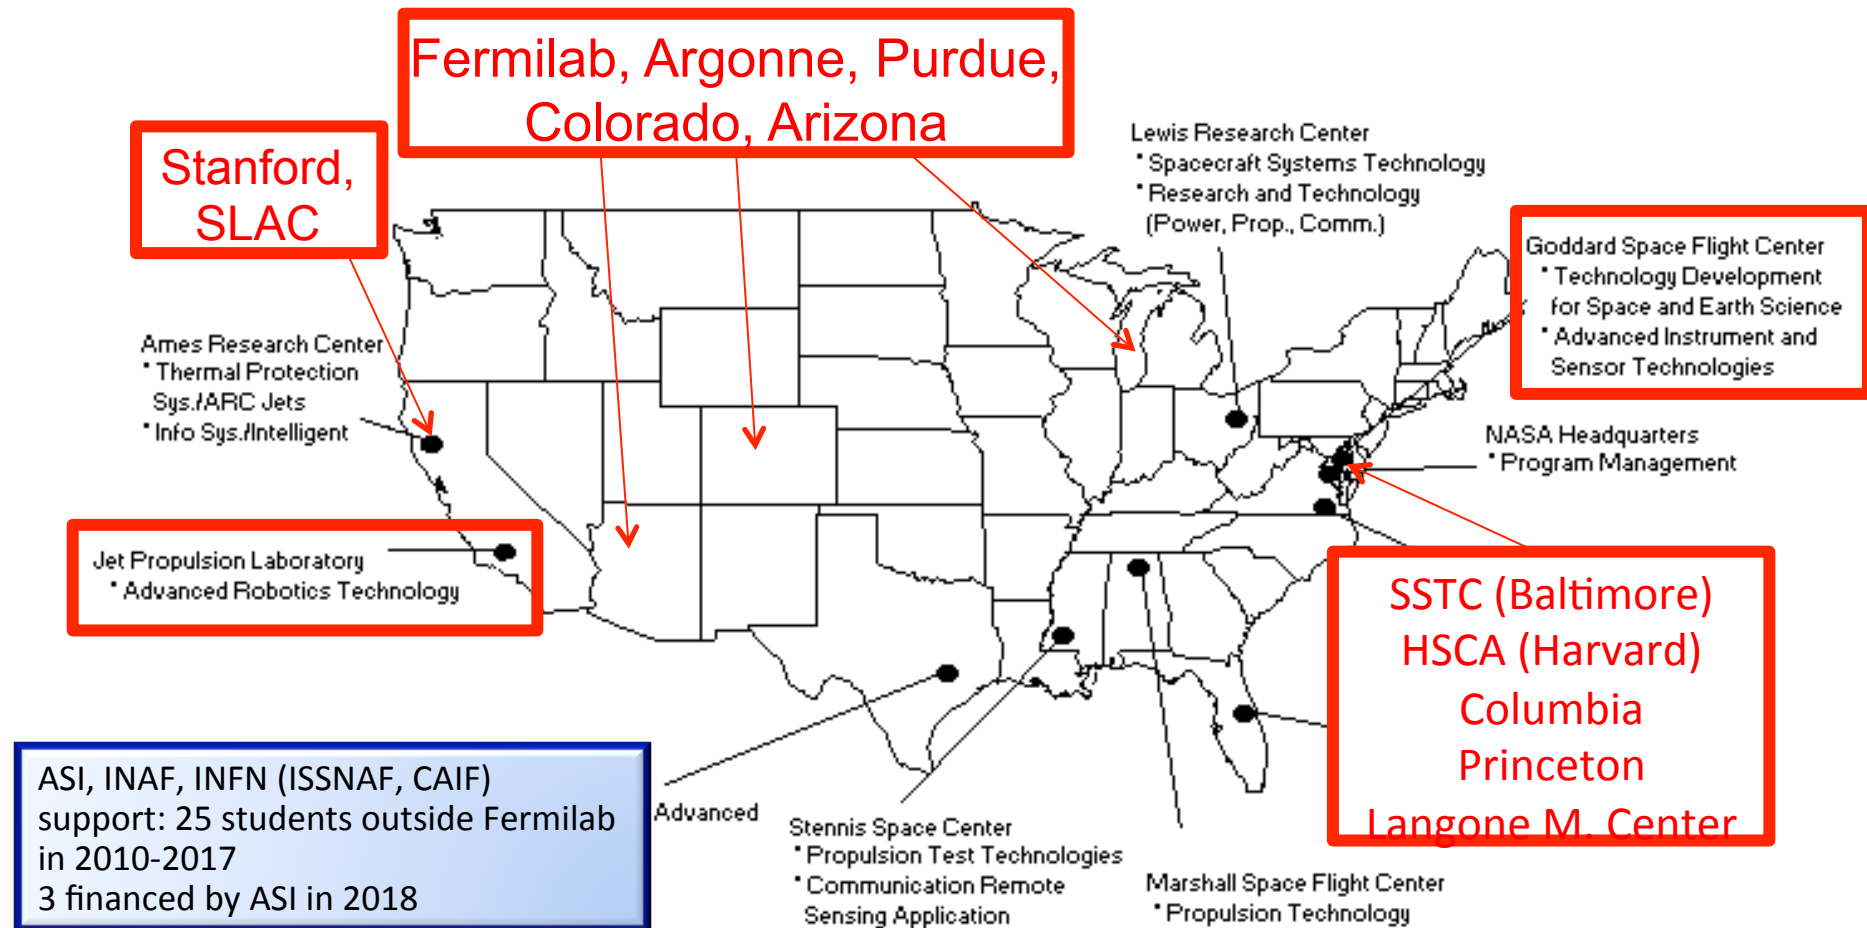 Fermilab, Argonne, Purdue,
Colorado, Arizona
Stanford,
SLAC
Lewis Research Center
• Spacecraft Systems Technology
• Research and Technology
(Power, Prop., Comm.)
Goddard Space Flight Center
• Technology Development
for Space and Earth Science
• Advanced Instrument and
Sensor Technologies
Ames Research Center
• Thermal Protection
Sys./ARC Jets
• Info Sys./Intelligent
NASA Headquarters
• Program Management
Jet Propulsion Laboratory
• Advanced Robotics Technology
SSTC (Baltimore)
HSCA (Harvard)
Columbia
Princeton
Langone M. Center
ASI, INAF, INFN (ISSNAF, CAIF)
support: 25 students outside Fermilab
in 2010-2017
3 financed by ASI in 2018
Advanced
Stennis Space Center
• Propulsion Test Technologies
• Communication Remote
Sensing Application
Marshall Space Flight Center
• Propulsion Technology